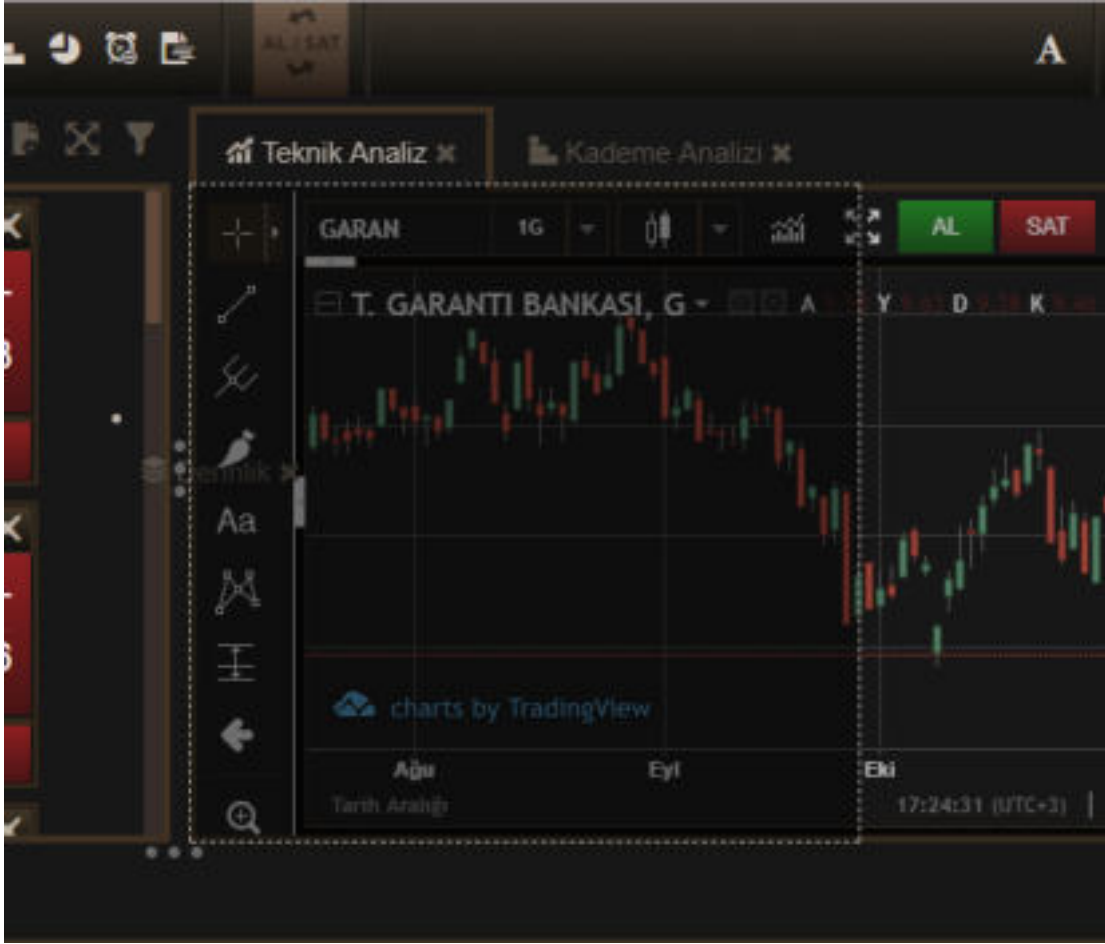 AL / SAT
A
Teknik Analiz
Kademe Analizi
GARAN 1G AL SAT
T. GARANTI BANKASI, G A Y D K
Derinlik
Aa
charts by TradingView
Ağu Eyl Eki
Tarih Aralığı 17:24:31 (UTC+3)